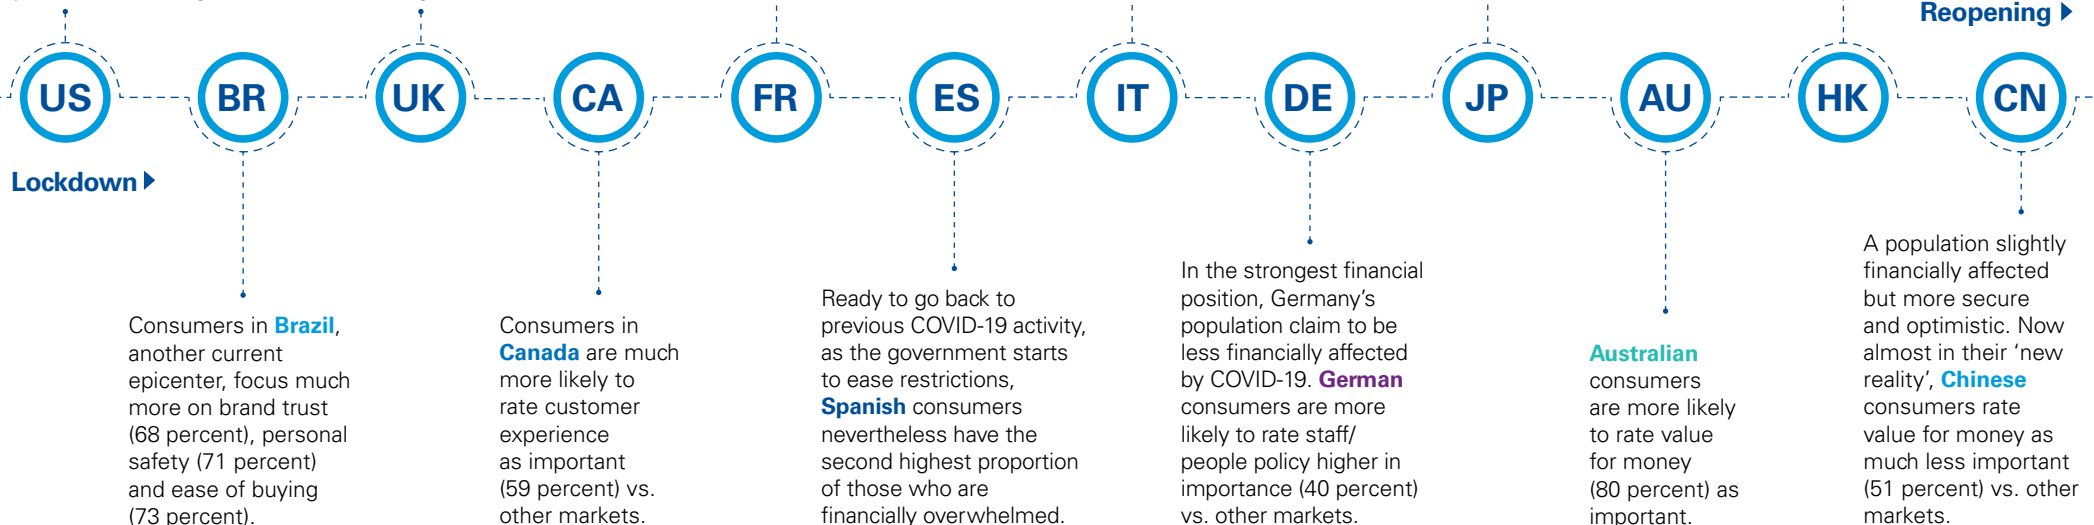 Reopening
US
BR
UK
CA
FR
ES
IT
DE
JP
AU
HK
CN
Lockdown
Consumers in Brazil,
another current
epicenter, focus much
more on brand trust
(68 percent), personal
safety (71 percent)
and ease of buying
(73 percent).
Consumers in
Canada are much
more likely to
rate customer
experience
as important
(59 percent) vs.
other markets.
Ready to go back to
previous COVID-19 activity,
as the government starts
to ease restrictions,
Spanish consumers
nevertheless have the
second highest proportion
of those who are
financially overwhelmed.
In the strongest financial
position, Germany’s
population claim to be
less financially affected
by COVID-19. German
consumers are more
likely to rate staff/
people policy higher in
importance (40 percent)
vs. other markets.
Australian
consumers
are more likely
to rate value
for money
(80 percent) as
important.
A population slightly
financially affected
but more secure
and optimistic. Now
almost in their ‘new
reality’, Chinese
consumers rate
value for money as
much less important
(51 percent) vs. other
markets.